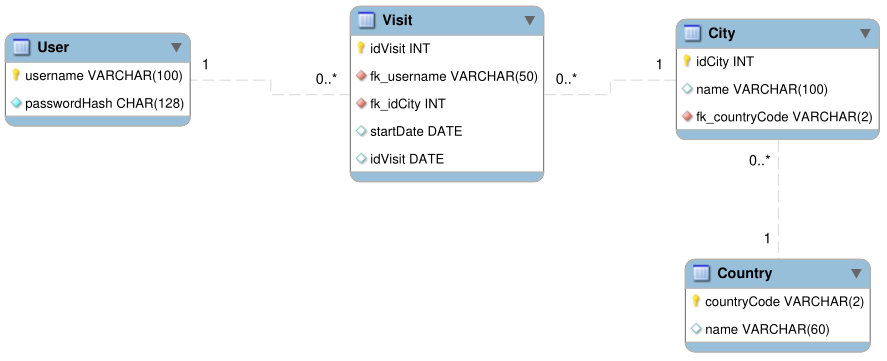 User
username VARCHAR(100)
passwordHash CHAR(128)
1
0..*
Visit
idVisit INT
fk_username VARCHAR(50)
fk_idCity INT
startDate DATE
idVisit DATE
0..*
1
City
idCity INT
name VARCHAR(100)
fk_countryCode VARCHAR(2)
0..*
1
Country
countryCode VARCHAR(2)
name VARCHAR(60)